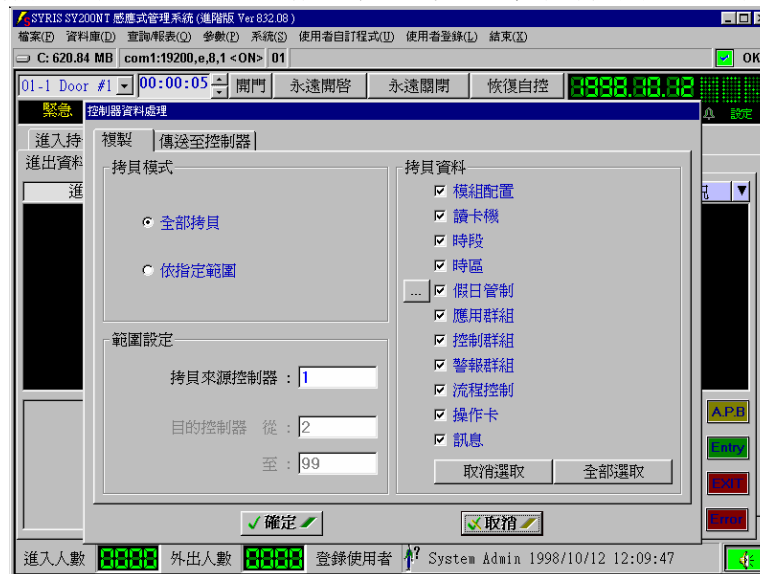 SYRIS SY200NT 感應式管理系統 (進階版 Ver 8.32.08 )
檔案(F) 資料庫(D) 查詢/報表(Q) 參數(P) 系統(S) 使用者自訂程式(U) 使用者登錄(L) 結束(X)
C: 620.84 MB com1:19200,e,8,1 <ON> 01 OK
01-1 Door #1 00:00:05 開門 永遠開啓 永遠關閉 恢復自控
緊急 控制器資料處理 設定
進入持 複製 傳送至控制器
進出資料 拷貝模式 拷貝資料
進 模組配置 況
全部拷貝 讀卡機
時段
依指定範圍 時區
... 假日管制
應用群組
範圍設定 控制群組
警報群組
拷貝來源控制器 : 1 流程控制
目的控制器 從 : 2 操作卡 A.P.B
訊息 Entry
至 : 99 取消選取 全部選取 EXIT
確定 取消 Error
進入人數 8888 外出人數 8888 登錄使用者 System Admin 1998/10/12 12:09:47